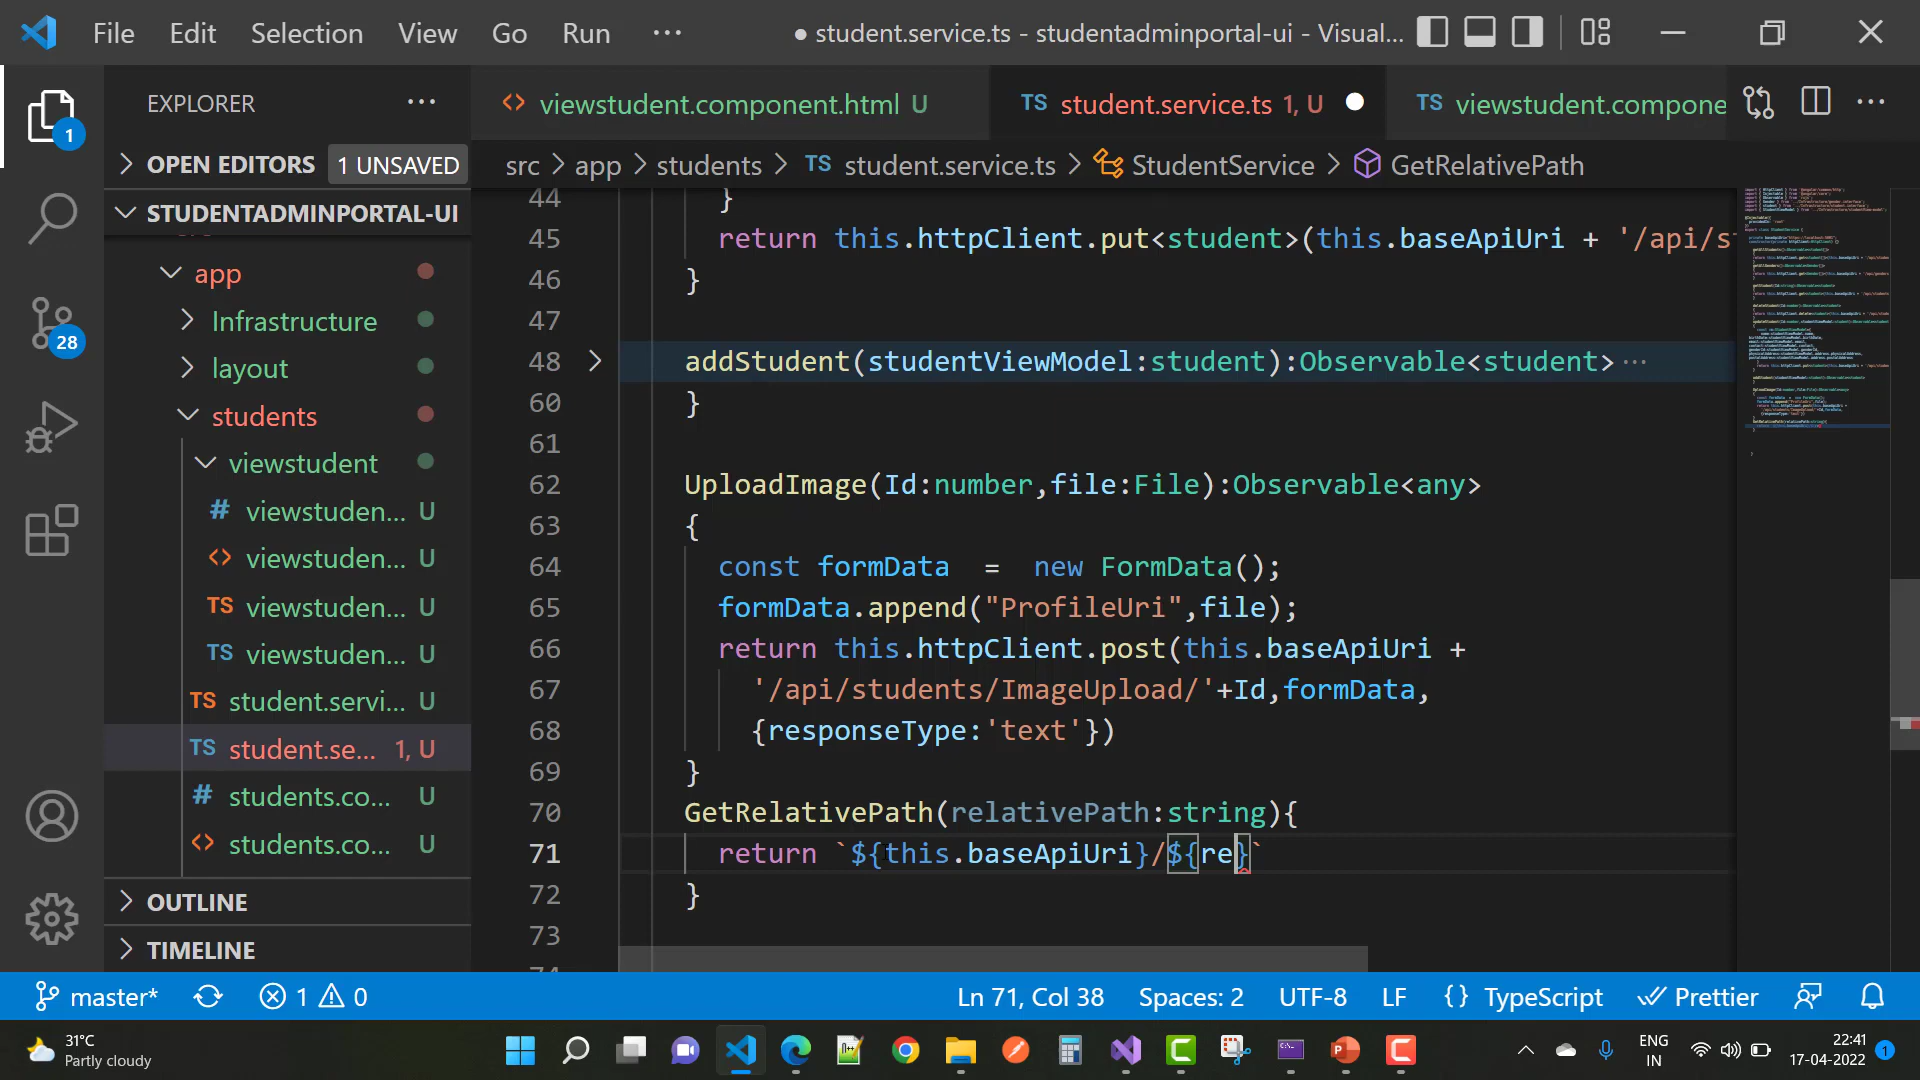 File Edit Selection View Go Run ··· ● student.service.ts - studentadminportal-ui - Visual...
EXPLORER ···
viewstudent.component.html U
TS student.service.ts 1, U
TS viewstudent.compone
OPEN EDITORS 1 UNSAVED
src > app > students > TS student.service.ts > StudentService > GetRelativePath
STUDENTADMINPORTAL-UI
app
Infrastructure
layout
students
viewstudent
# viewstuden... U
<> viewstuden... U
TS viewstuden... U
TS viewstuden... U
TS student.servi... U
TS student.se... 1, U
# students.co... U
<> students.co... U
OUTLINE
TIMELINE
44 }
45 return this.httpClient.put<student>(this.baseApiUri + '/api/s
46 }
47
48 addStudent(studentViewModel:student):Observable<student>···
60 }
61
62 UploadImage(Id:number,file:File):Observable<any>
63 {
64 const formData  =  new FormData();
65 formData.append("ProfileUri",file);
66 return this.httpClient.post(this.baseApiUri +
67 '/api/students/ImageUpload/'+Id,formData,
68 {responseType:'text'})
69 }
70 GetRelativePath(relativePath:string){
71 return `${this.baseApiUri}/${re}`
72 }
73
1
28
master* 1 0 Ln 71, Col 38 Spaces: 2 UTF-8 LF {} TypeScript Prettier
31°C
Partly cloudy
ENG
IN
22:41
17-04-2022
1